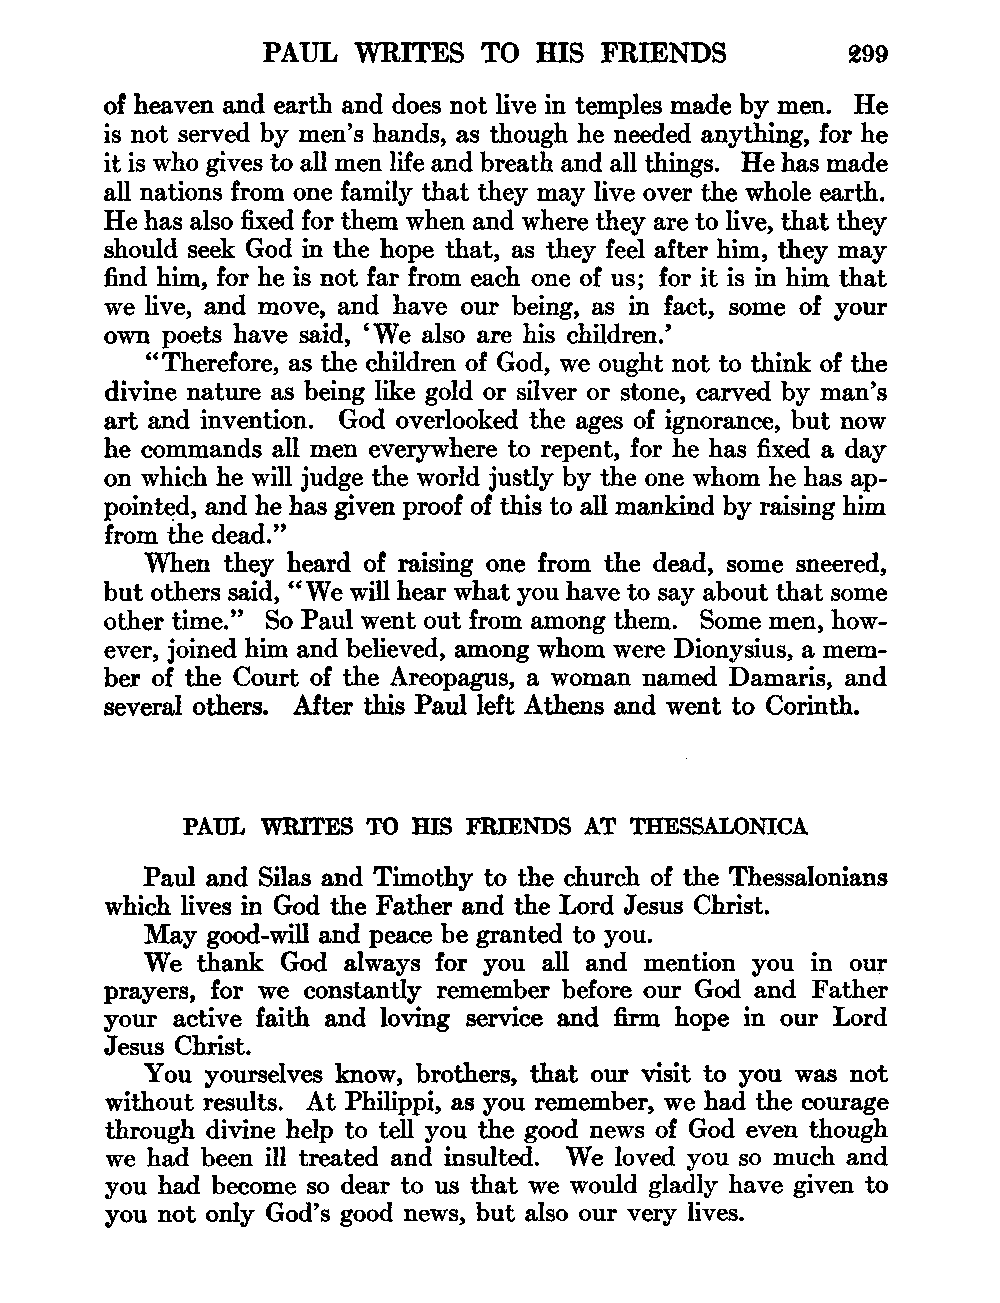 PAUL WRITES TO HIS FRIENDS 299
of heaven and earth and does not live in temples made by men. He
is not served by men's hands, as though he needed anything, for he
it is who gives to all men life and breath and all things. He has made
all nations from one family that they may live over the whole earth.
He has also fixed for them when and where they are to live, that they
should seek God in the hope that, as they feel after him, they may
find him, for he is not far from each one of us; for it is in him that
we live, and move, and have our being, as in fact, some of your
own poets have said, 'We also are his children.'
"Therefore, as the children of God, we ought not to think of the
divine nature as being like gold or silver or stone, carved by man's
art and invention. God overlooked the ages of ignorance, but now
he commands all men everywhere to repent, for he has fixed a day
on which he will judge the world justly by the one whom he has ap-
pointed, and he has given proof of this to all mankind by raising him
from the dead."
When they heard of raising one from the dead, some sneered,
but others said, "We will hear what you have to say about that some
other time." So Paul went out from among them. Some men, how-
ever, joined him and believed, among whom were Dionysius, a mem-
ber of the Court of the Areopagus, a woman named Damaris, and
several others. After this Paul left Athens and went to Corinth.
PAUL WRITES TO HIS FRIENDS AT THESSALONICA
Paul and Silas and Timothy to the church of the Thessalonians
which lives in God the Father and the Lord Jesus Christ.
May good-will and peace be granted to you.
We thank God always for you all and mention you in our
prayers, for we constantly remember before our God and Father
your active faith and loving service and firm hope in our Lord
Jesus Christ.
You yourselves know, brothers, that our visit to you was not
without results. At Philippi, as you remember, we had the courage
through divine help to tell you the good news of God even though
we had been ill treated and insulted. We loved you so much and
you had become so dear to us that we would gladly have given to
you not only God's good news, but also our very lives.